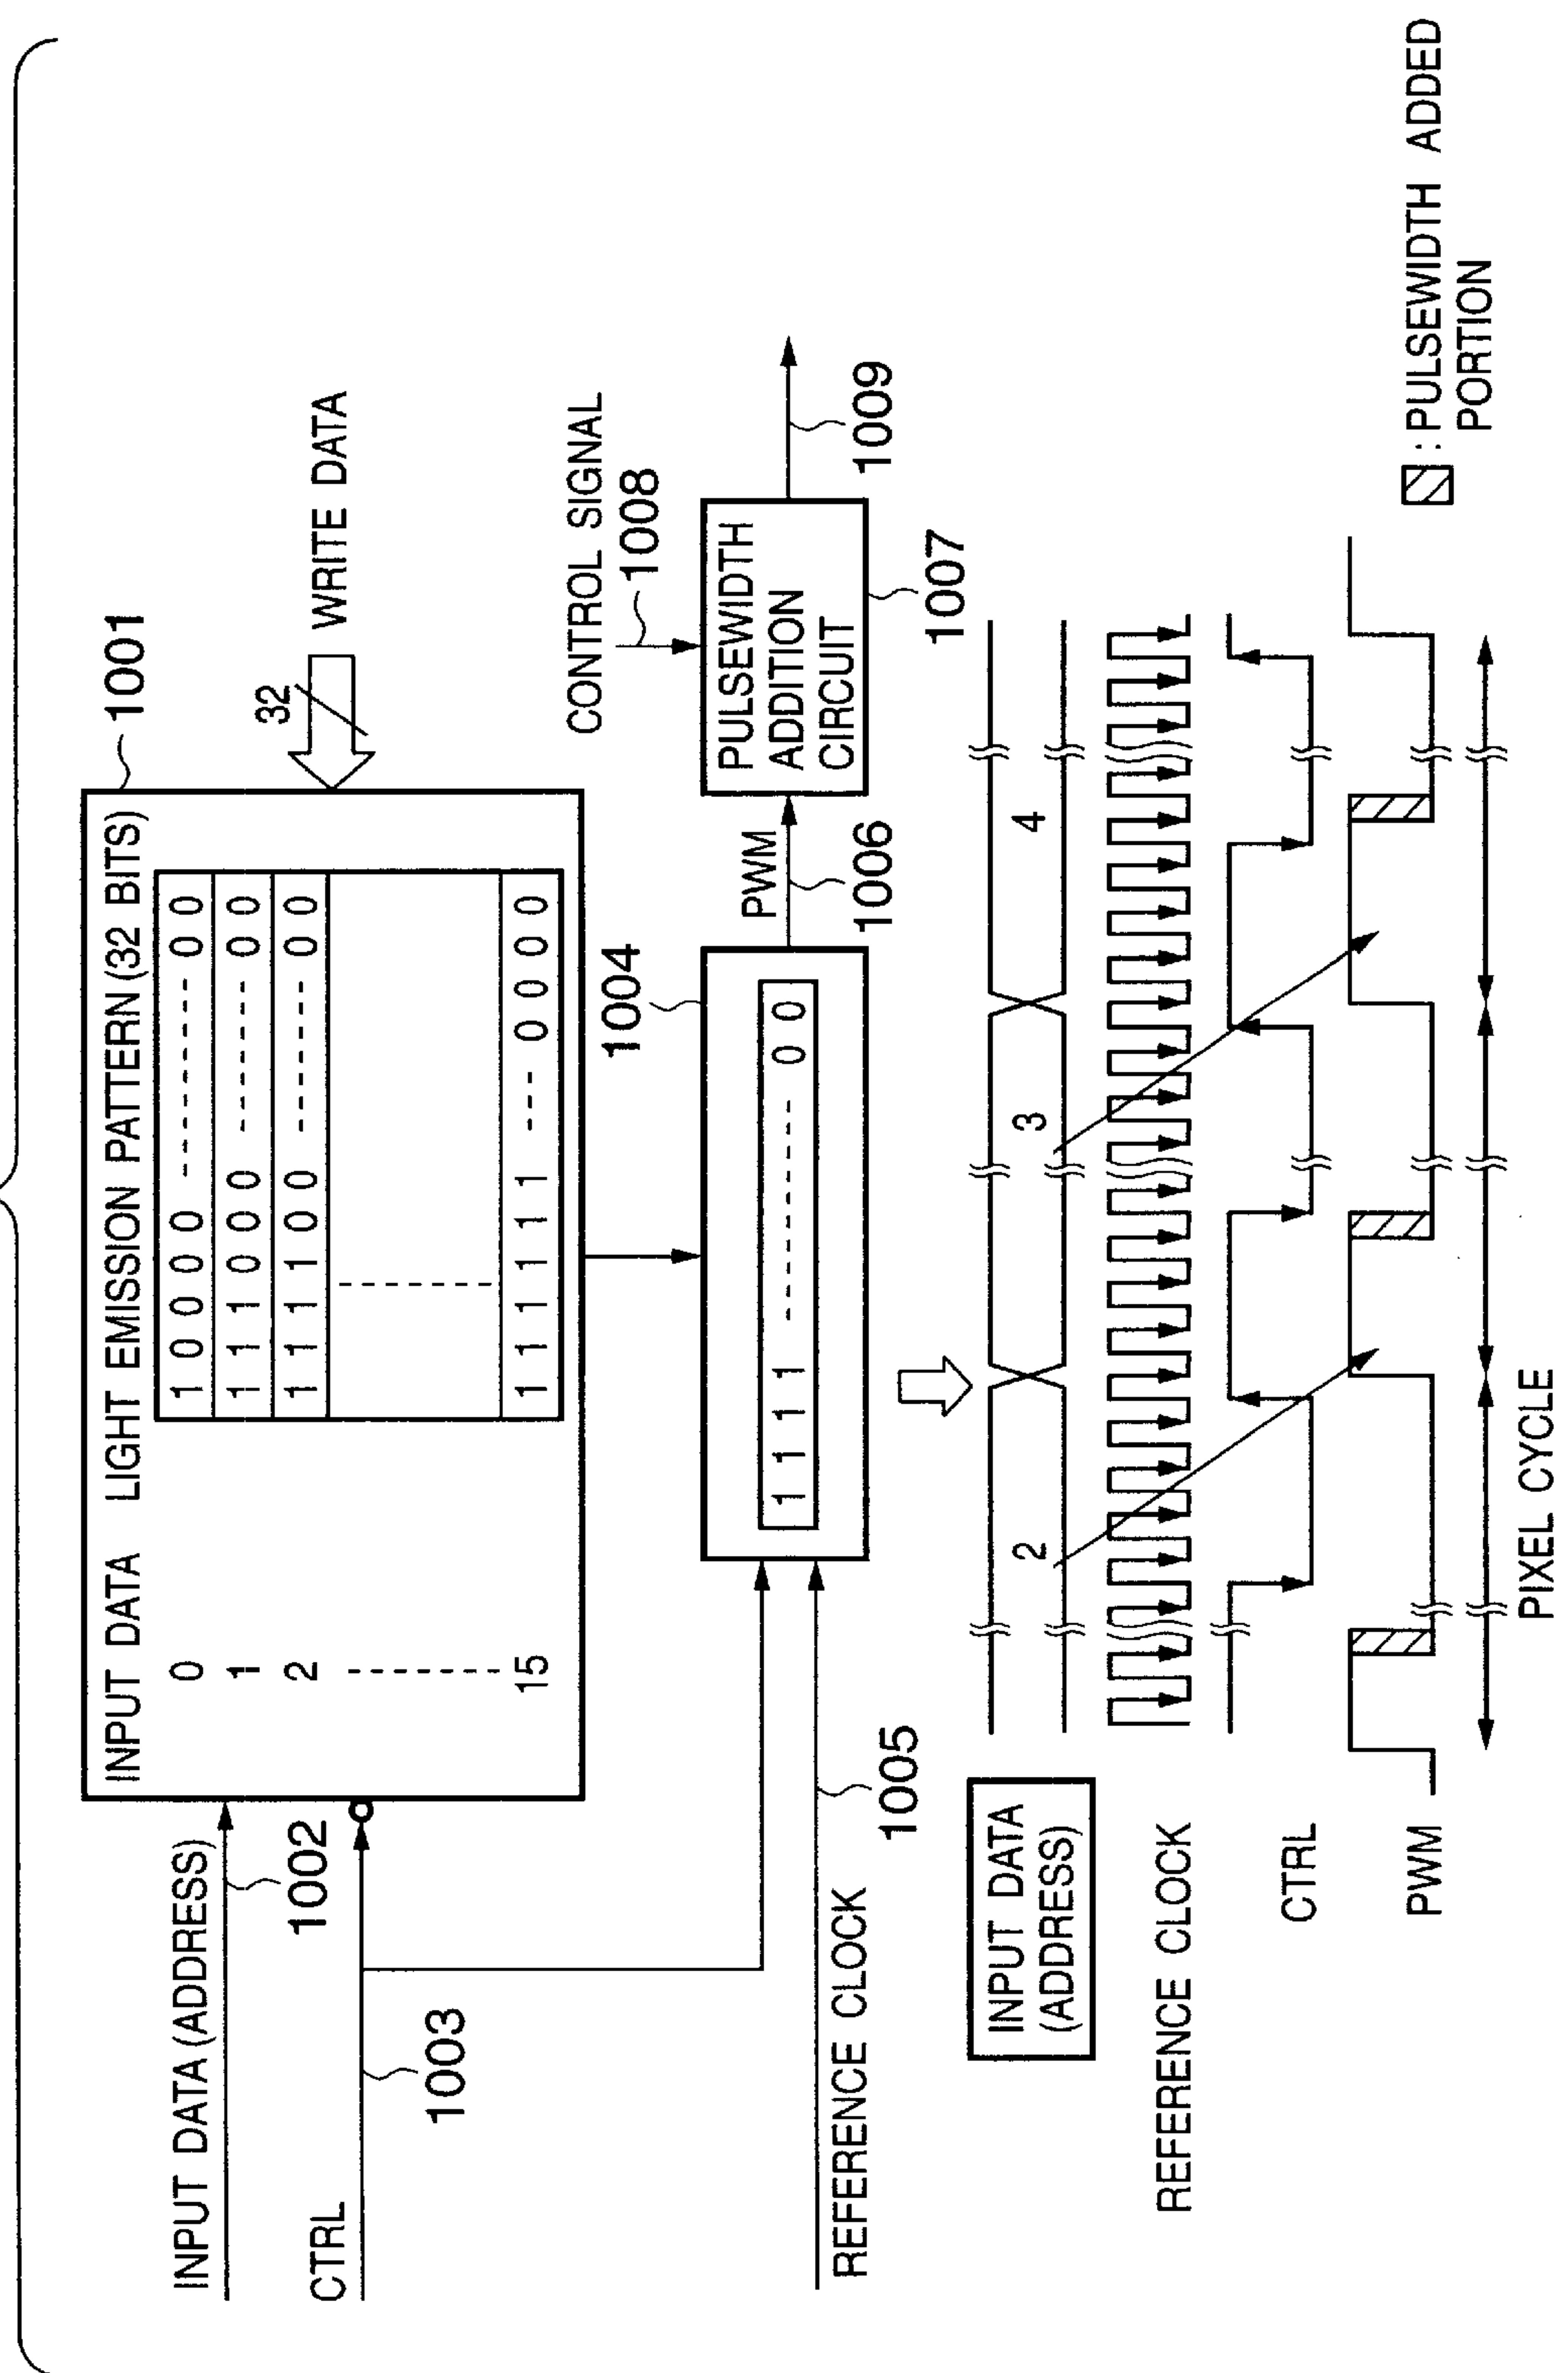 INPUT DATA (ADDRESS)
1002
CTRL
1003
INPUT DATA LIGHT EMISSION PATTERN (32 BITS)
0 1 0 0 0 0 ------- 0 0
1 1 1 1 0 0 0 ------ 0 0
2 1 1 1 1 0 0 ------ 0 0
15 1 1 1 1 1 1 --- 0 0 0 0
1001
32
WRITE DATA
REFERENCE CLOCK
1005
1 1 1 1 --------- 0 0
1004
PWM
1006
CONTROL SIGNAL
1008
PULSEWIDTH
ADDITION
CIRCUIT
1007
1009
INPUT DATA
(ADDRESS)
2 3 4
REFERENCE CLOCK
CTRL
PWM
PIXEL CYCLE
: PULSEWIDTH ADDED
PORTION